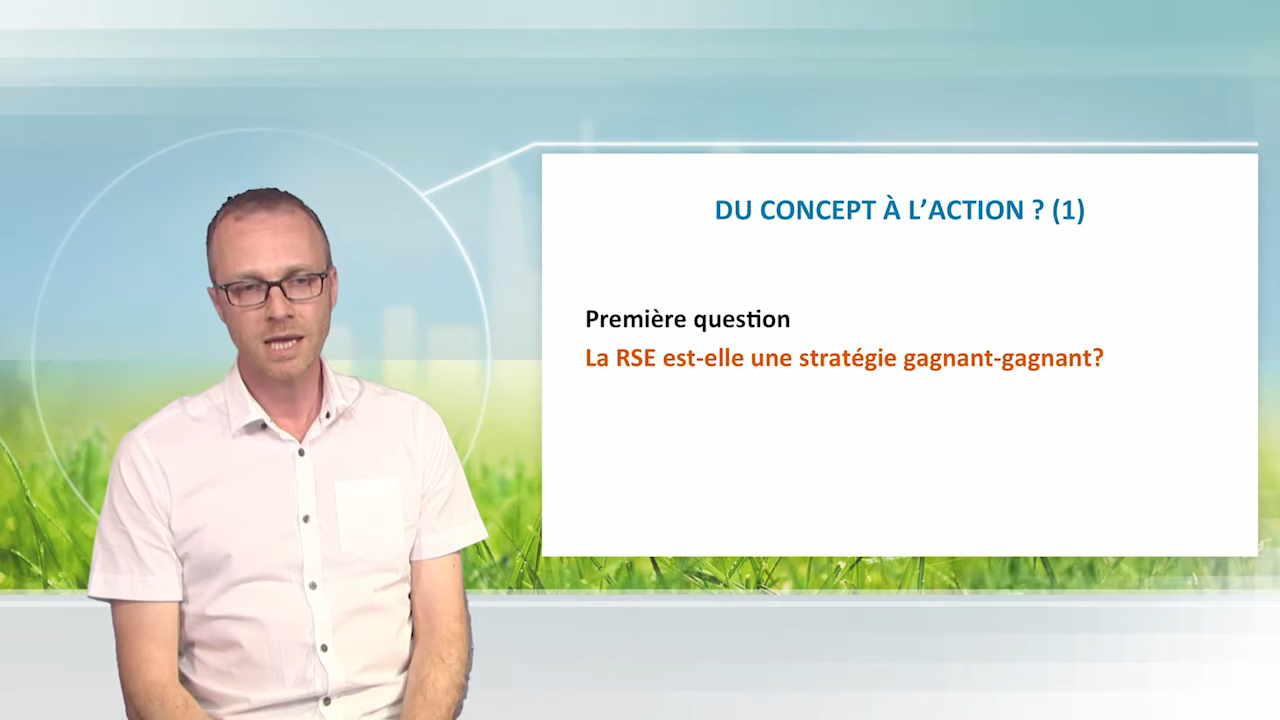 DU CONCEPT À L’ACTION ? (1)
Première question
La RSE est-elle une stratégie gagnant-gagnant?